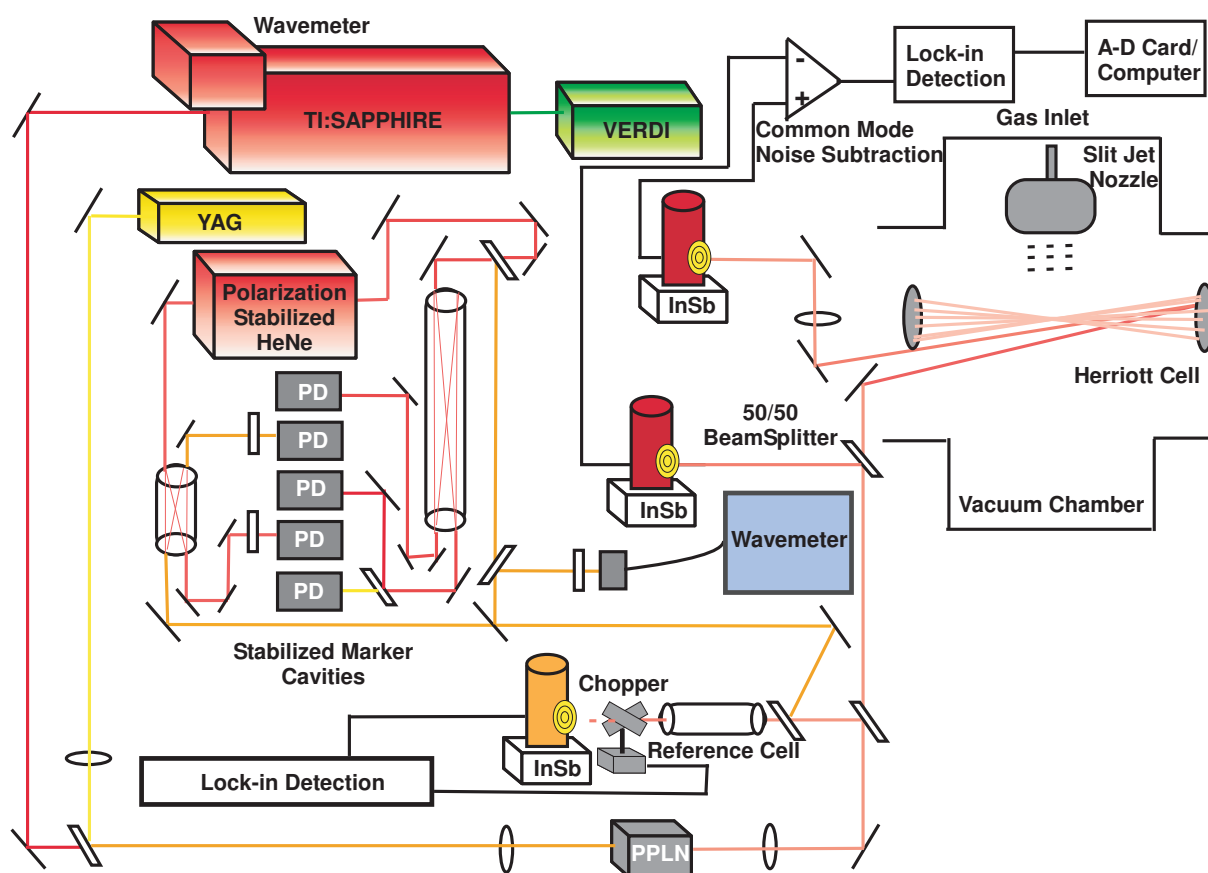 Wavemeter
TI:SAPPHIRE
VERDI
-
+
Common Mode
Noise Subtraction
Lock-in
Detection
A-D Card/
Computer
Gas Inlet
Slit Jet
Nozzle
YAG
Polarization
Stabilized
HeNe
InSb
Herriott Cell
PD
PD
PD
PD
PD
50/50
BeamSplitter
InSb
Vacuum Chamber
Wavemeter
Stabilized Marker
Cavities
Chopper
Reference Cell
InSb
Lock-in Detection
PPLN